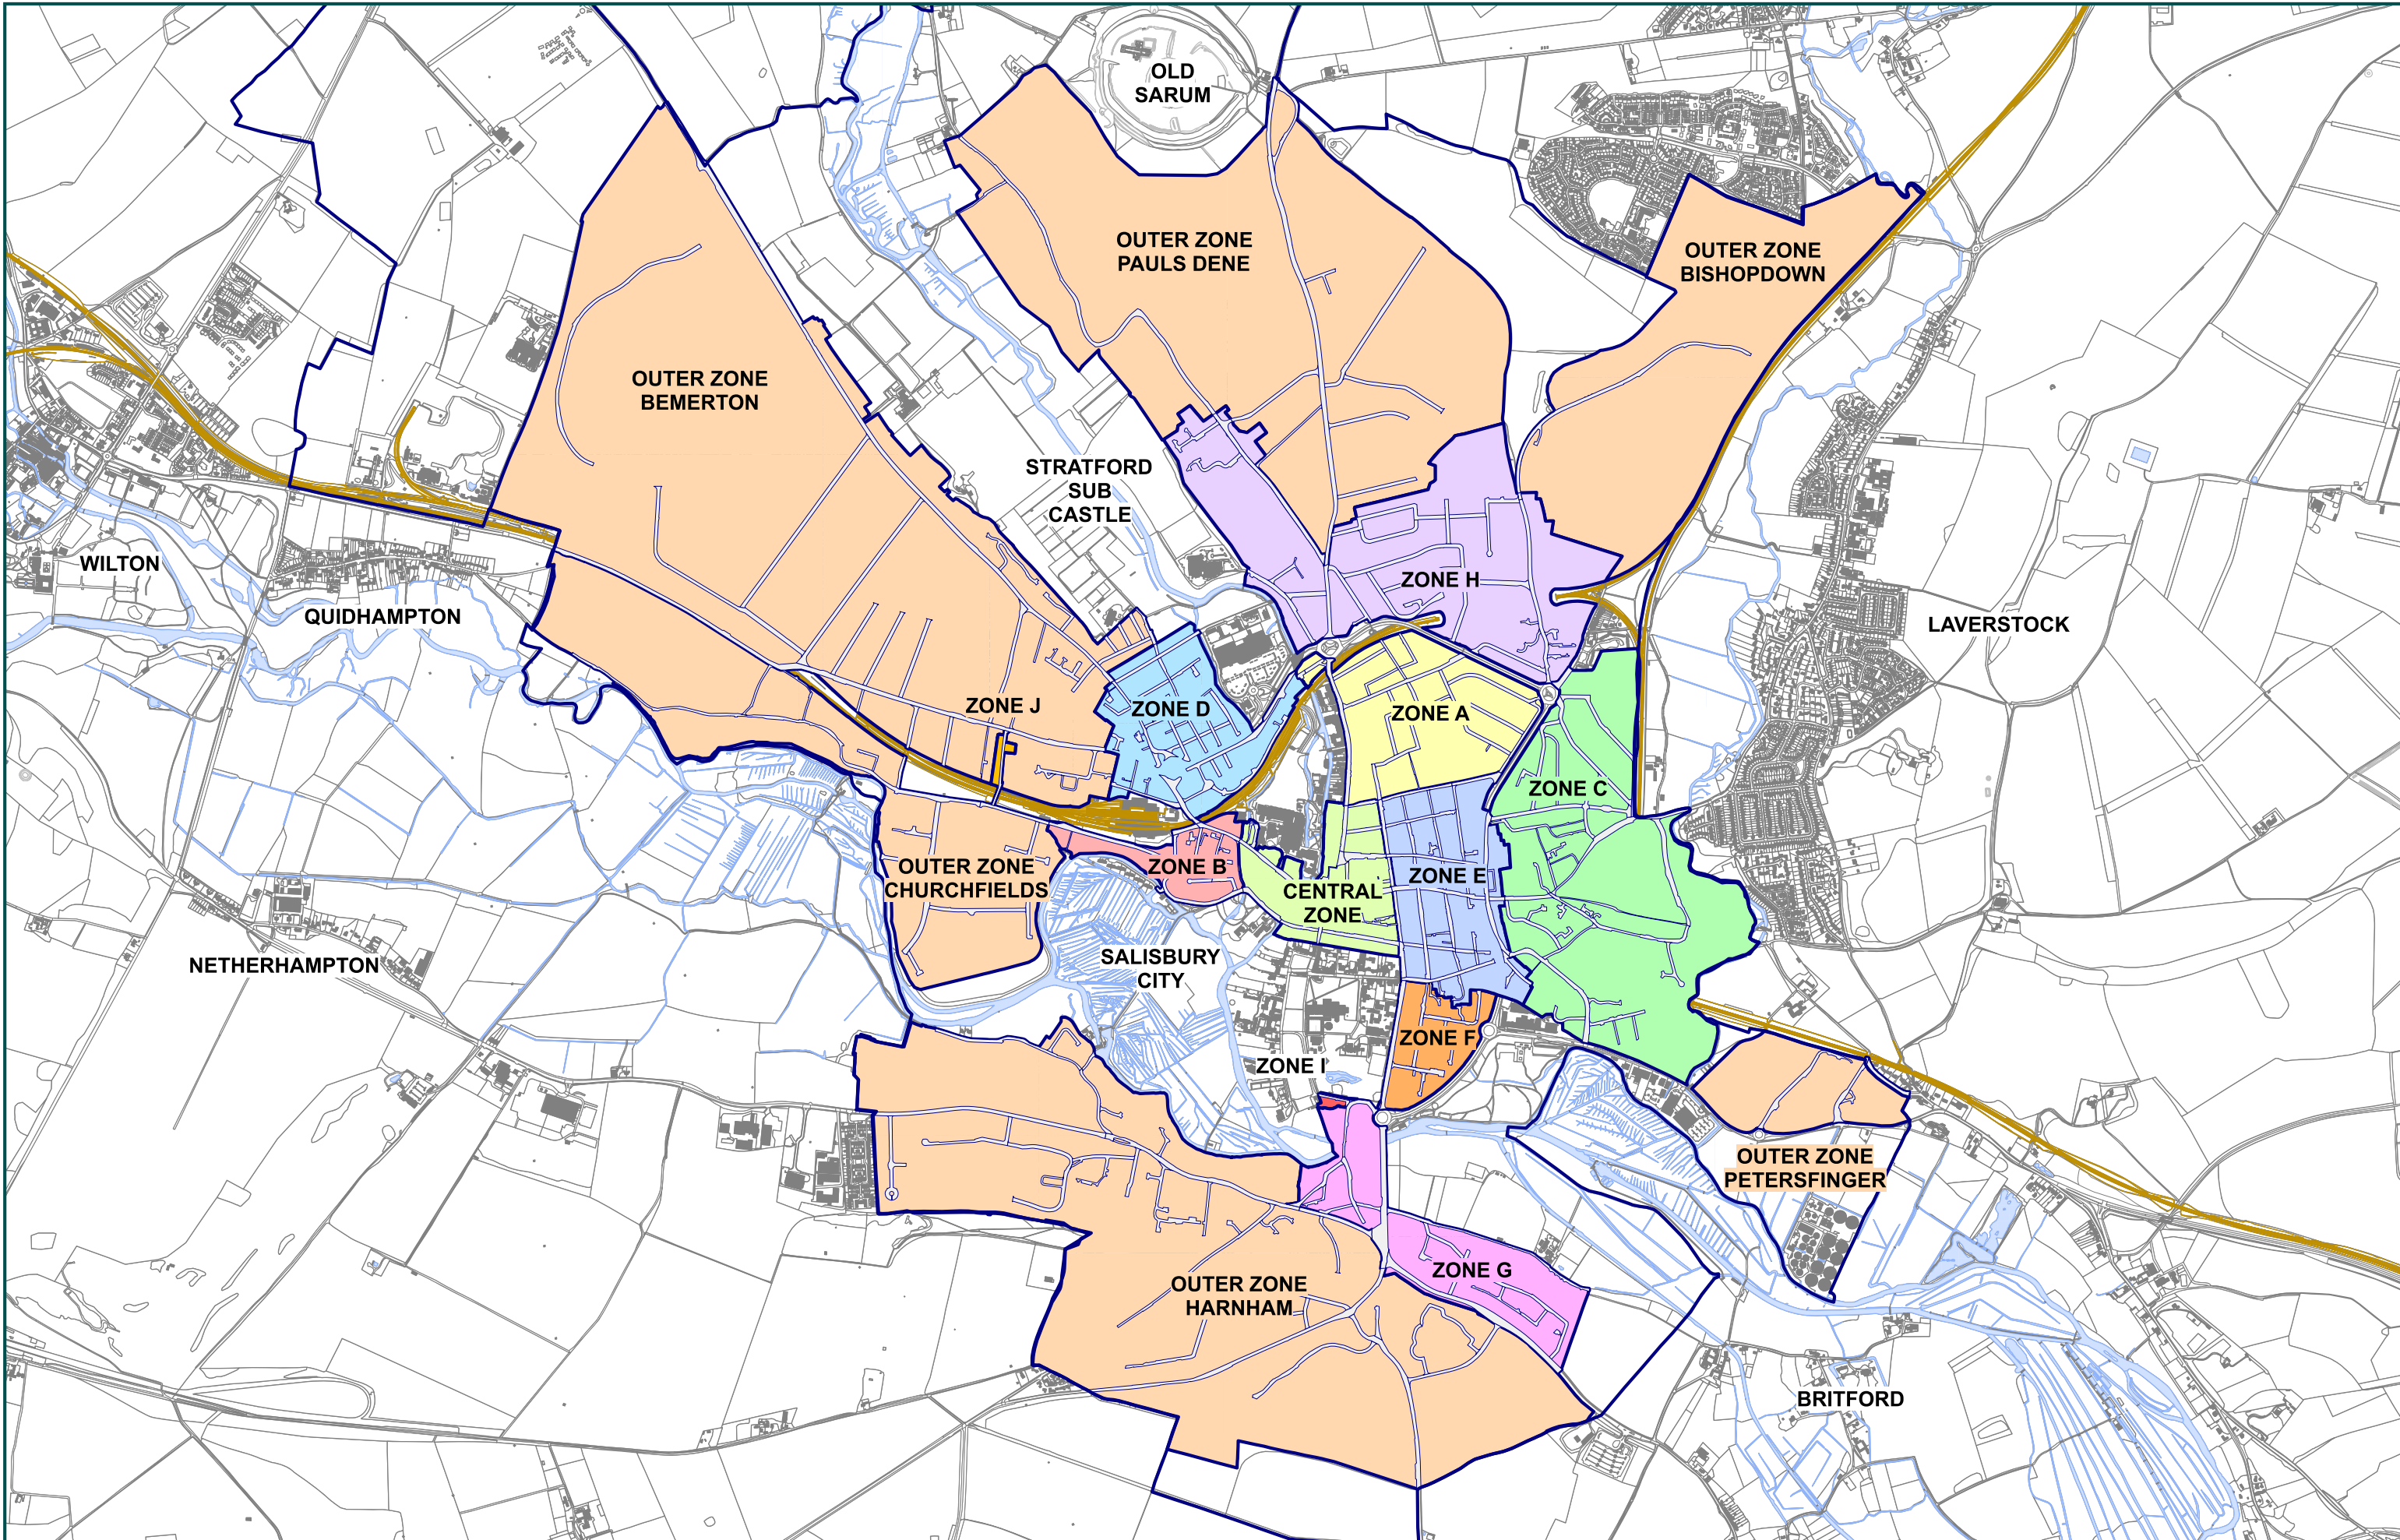 OLD
SARUM
OUTER ZONE
PAULS DENE
OUTER ZONE
BISHOPDOWN
OUTER ZONE
BEMERTON
STRATFORD
SUB
CASTLE
WILTON
ZONE H
QUIDHAMPTON
LAVERSTOCK
ZONE J
ZONE D
ZONE A
ZONE C
OUTER ZONE
CHURCHFIELDS
ZONE B
ZONE E
CENTRAL
ZONE
NETHERHAMPTON
SALISBURY
CITY
ZONE F
ZONE I
OUTER ZONE
PETERSFINGER
ZONE G
OUTER ZONE
HARNHAM
BRITFORD